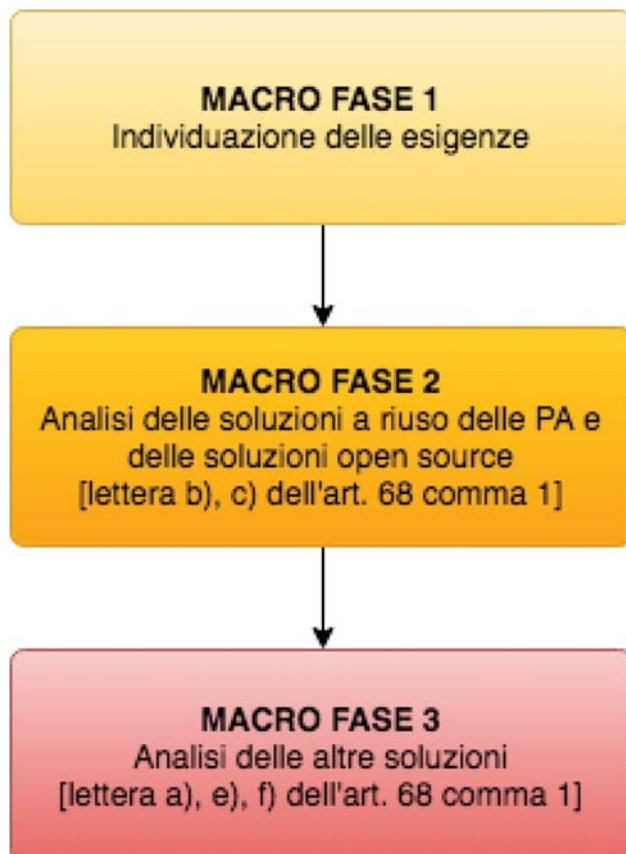 MACRO FASE 1
Individuazione delle esigenze
MACRO FASE 2
Analisi delle soluzioni a riuso delle PA e
delle soluzioni open source
[lettera b), c) dell'art. 68 comma 1]
MACRO FASE 3
Analisi delle altre soluzioni
[lettera a), e), f) dell'art. 68 comma 1]